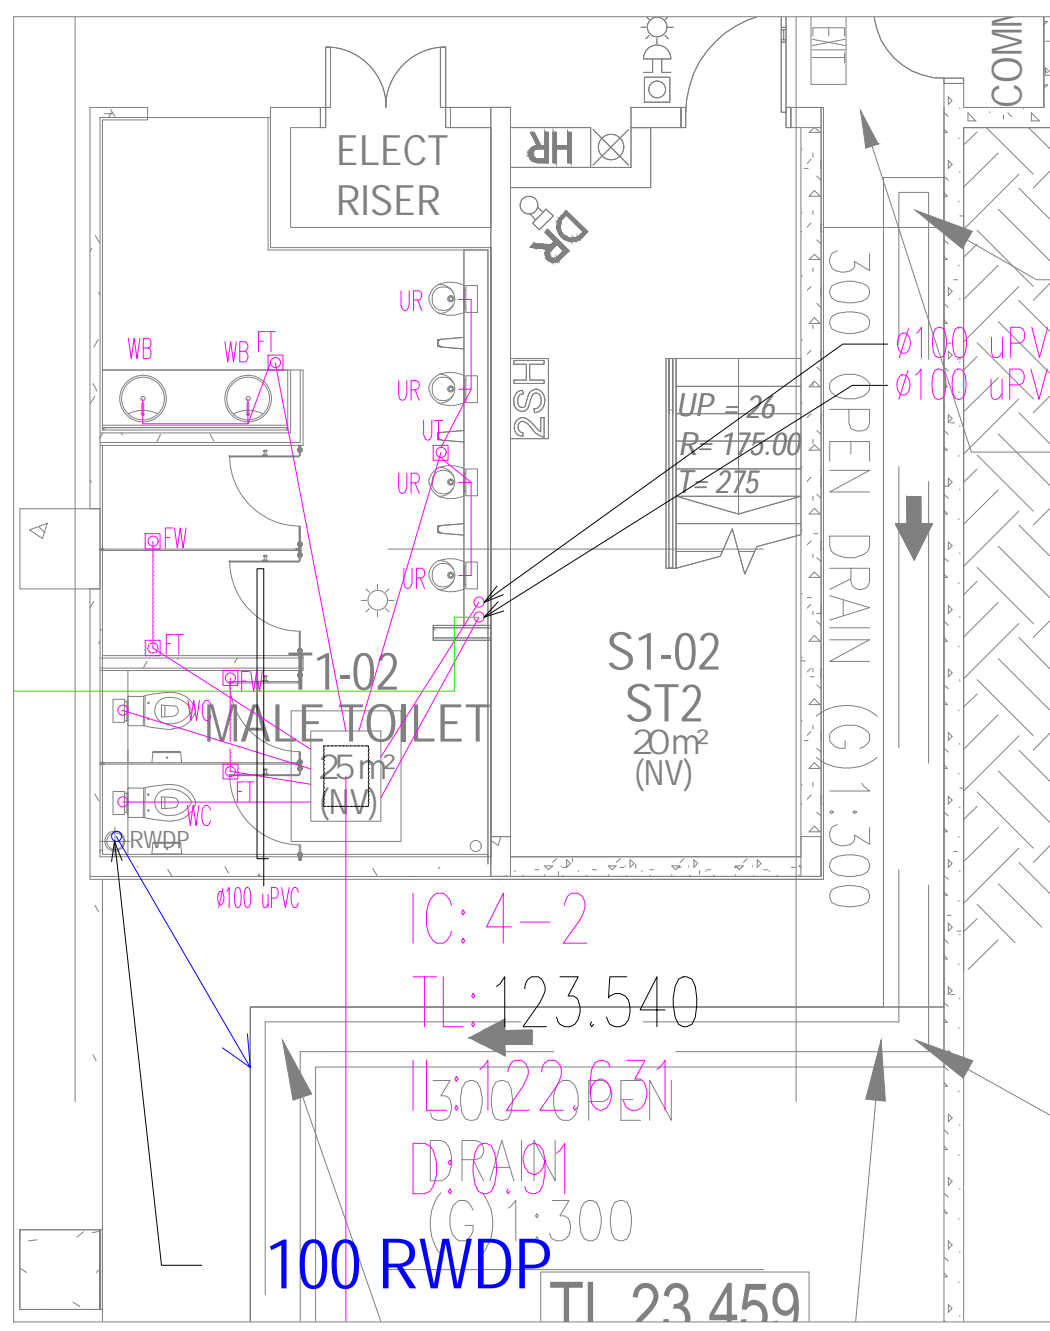 EXIT
COMM
ELECT
RISER
HR
DR
UR
FT
WB
WB
300 OPEN DRAIN (G)1:300
ø100 uPV
ø100 uPV
UR
2SH
UP = 26
R= 175.00
T= 275
UT
UR
FW
UR
FT
T1-02
MALE TOILET
25m²
(NV)
S1-02
ST2
20m²
(NV)
FW
WC
FT
WC
RWDP
ø100 uPVC
IC: 4-2
TL: 123.540
IL: 122.631
D:0.91
300 OPEN
DRAIN
(G)1:300
100 RWDP
TL 23.459